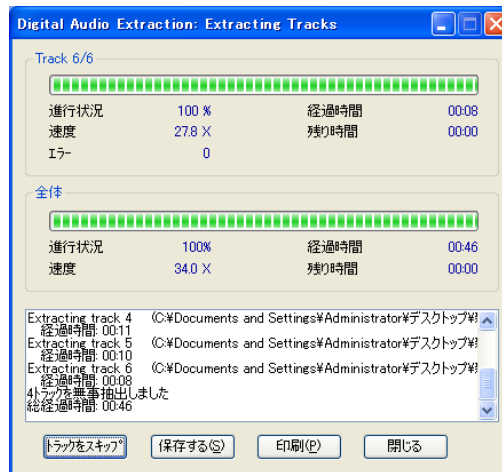 Digital Audio Extraction: Extracting Tracks
Track 6/6
進行状況 100 % 経過時間 00:08
速度 27.8 X 残り時間 00:00
エラー 0
全体
進行状況 100% 経過時間 00:46
速度 34.0 X 残り時間 00:00
Extracting track 4 (C:¥Documents and Settings¥Administrator¥デスクトップ¥
経過時間: 00:11
Extracting track 5 (C:¥Documents and Settings¥Administrator¥デスクトップ¥
経過時間: 00:10
Extracting track 6 (C:¥Documents and Settings¥Administrator¥デスクトップ¥
経過時間: 00:08
4トラックを無事抽出しました
総経過時間: 00:46
トラックをスキップ 保存する(S) 印刷(P) 閉じる